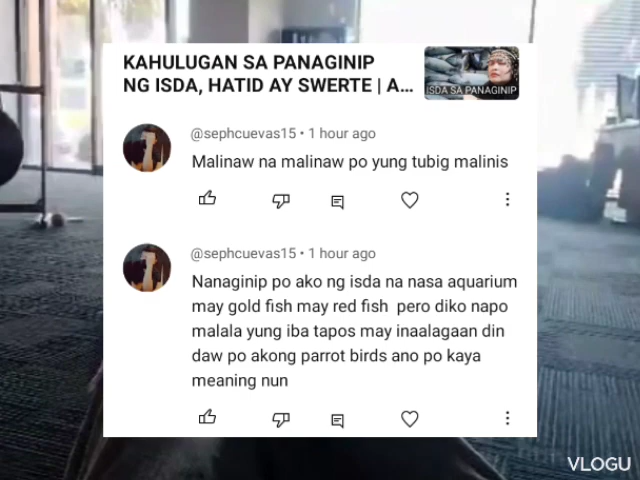 KAHULUGAN SA PANAGINIP
NG ISDA, HATID AY SWERTE | A...
ISDA SA PANAGINIP
@sephcuevas15 • 1 hour ago
Malinaw na malinaw po yung tubig malinis
@sephcuevas15 • 1 hour ago
Nanaginip po ako ng isda na nasa aquarium
may gold fish may red fish pero diko napo
malala yung iba tapos may inaalagaan din
daw po akong parrot birds ano po kaya
meaning nun
VLOGU